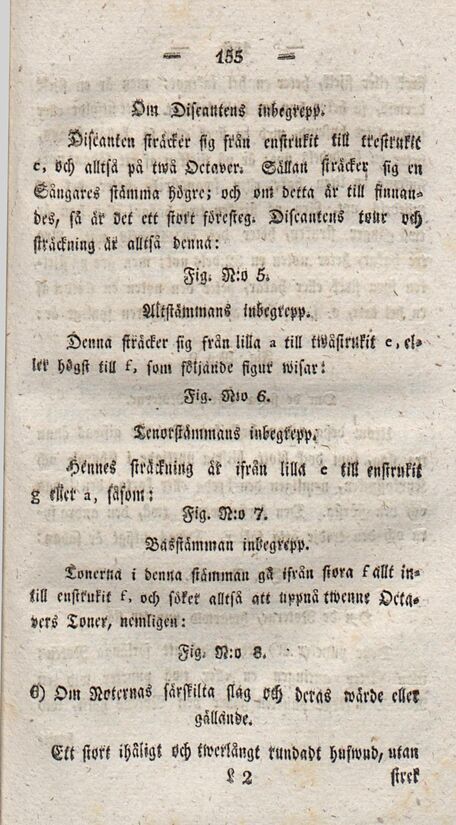 — 155 —
Om Discantens inbegrepp.
Discanten sträcker sig från enstrukit till trestrukit
c, och alltså på twå Octaver. Sällan sträcker sig en
Sångares stämma högre; och om detta är till finnan-
des, så är det ett stort företeg. Discantens tour och
sträckning är alltså denna:
Fig. N:o 5.
Altstämmans inbegrepp.
Denna sträcker sig från lilla a till twåstrukit e, el-
ler högst till f, som följande figur wisar:
Fig. N:o 6.
Tenorstämmans inbegrepp.
Hennes sträckning är ifrån lilla c till enstrukit
g eller a, såsom:
Fig. N:o 7.
Basstämman inbegrepp.
Tonerna i denna stämman gå ifrån stora f allt in-
till enstrukit f, och söker alltså att uppnå twenne Octa-
vers Toner, nemligen:
Fig. N:o 8.
6) Om Noternas särskilta slag och deras wärde eller
gällande.
Ett stort ihåligt och twerlångt rundadt hufwud, utan
L 2 streck